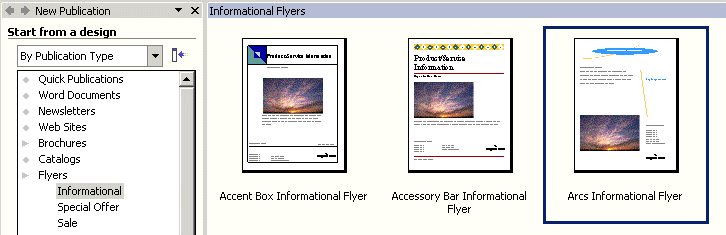 New Publication
Start from a design
By Publication Type
Quick Publications
Word Documents
Newsletters
Web Sites
Brochures
Catalogs
Flyers
Informational
Special Offer
Sale
Informational Flyers
Product/Service Information
Accent Box Informational Flyer
Product/Service
Information
Accessory Bar Informational
Flyer
Arcs Informational Flyer